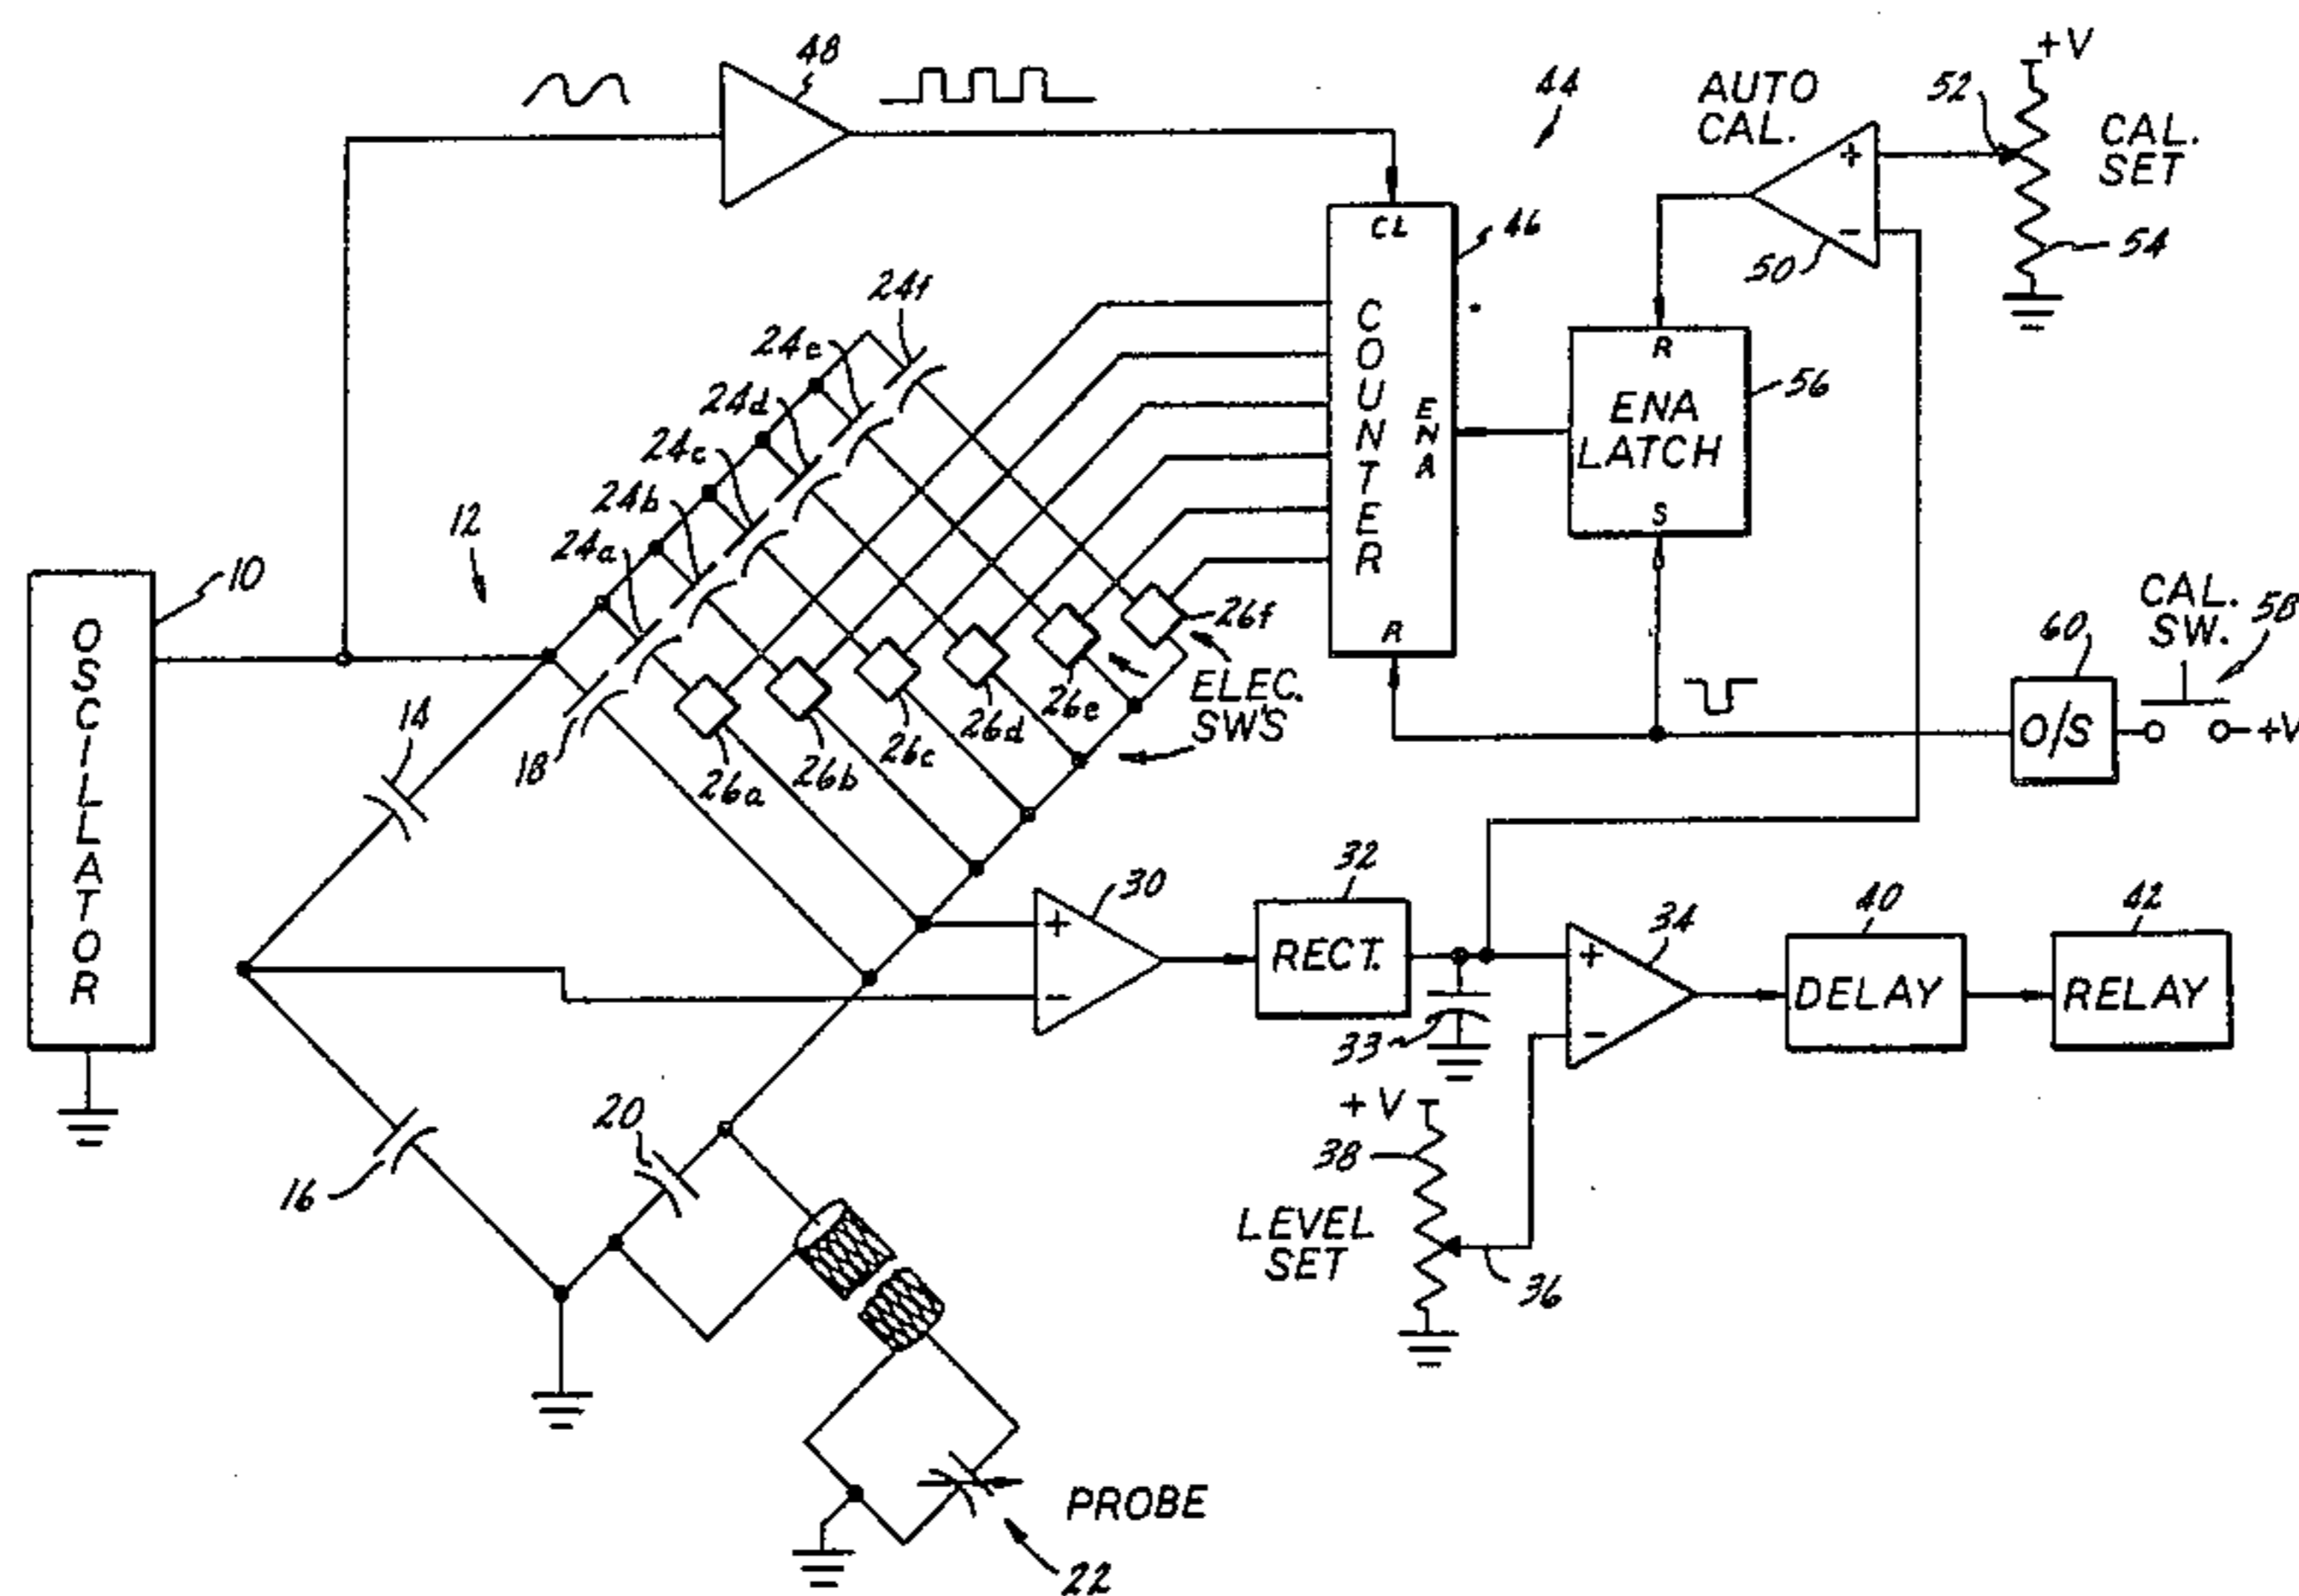 +V
48
44
AUTO
CAL.
52
CAL.
SET
+
CL
46
-
50
54
24f
24e
R
24d
COUNTER
ENA
ENA
LATCH
56
24c
24b
S
12
24a
10
OSCILLATOR
26f
R
60
CAL.
SW.
58
14
ELEC.
SW'S
O/S
+V
18
26a
26b
26c
26d
26e
30
32
34
40
42
+
-
RECT.
+
-
DELAY
RELAY
33
+V
20
38
16
LEVEL
SET
36
PROBE
22